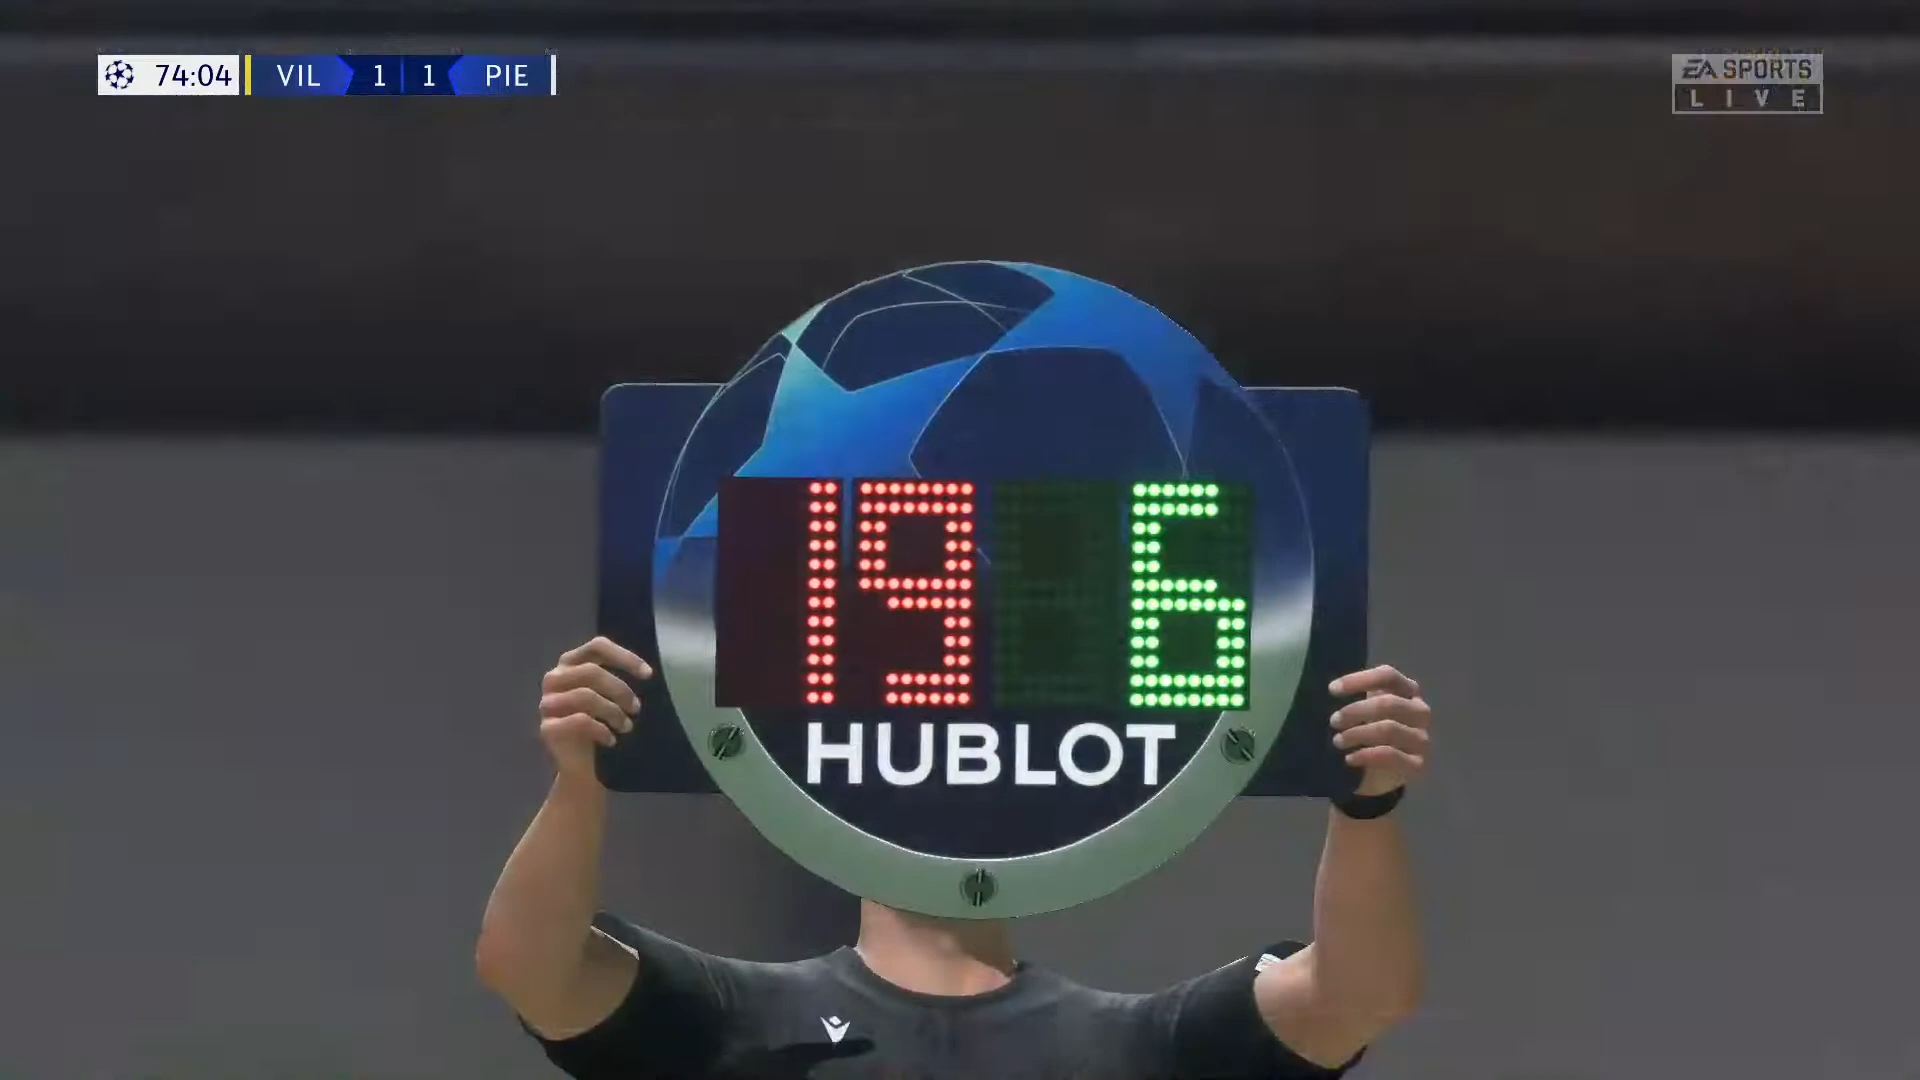 74:04 VIL 1 1 PIE
EA SPORTS
LIVE
19 6
HUBLOT